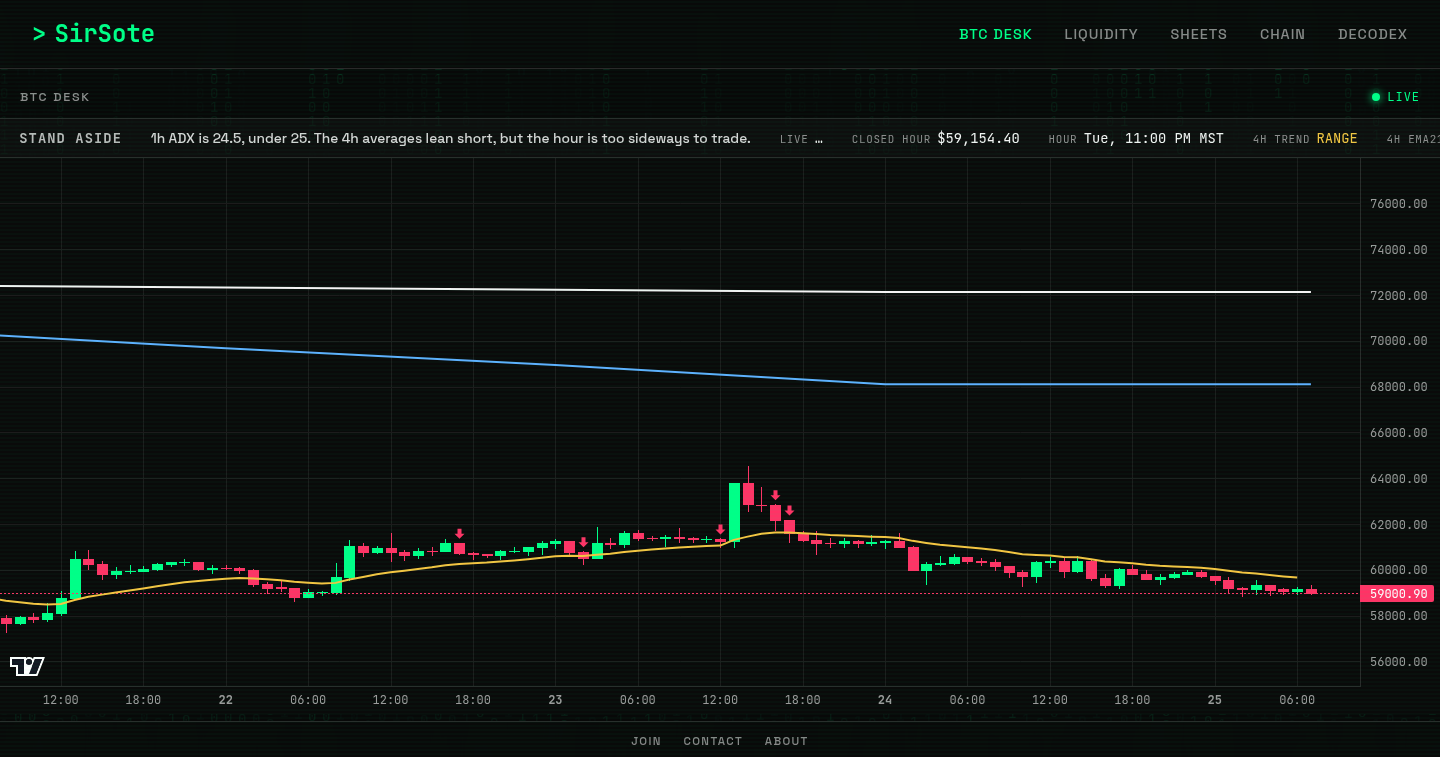 > SirSote
BTC DESK LIQUIDITY SHEETS CHAIN DECODEX
BTC DESK
LIVE
STAND ASIDE 1h ADX is 24.5, under 25. The 4h averages lean short, but the hour is too sideways to trade. LIVE … CLOSED HOUR $59,154.40 HOUR Tue, 11:00 PM MST 4H TREND RANGE 4H EMA21
76000.00
74000.00
72000.00
70000.00
68000.00
66000.00
64000.00
62000.00
60000.00
59000.90
58000.00
56000.00
12:00 18:00 22 06:00 12:00 18:00 23 06:00 12:00 18:00 24 06:00 12:00 18:00 25 06:00
JOIN CONTACT ABOUT